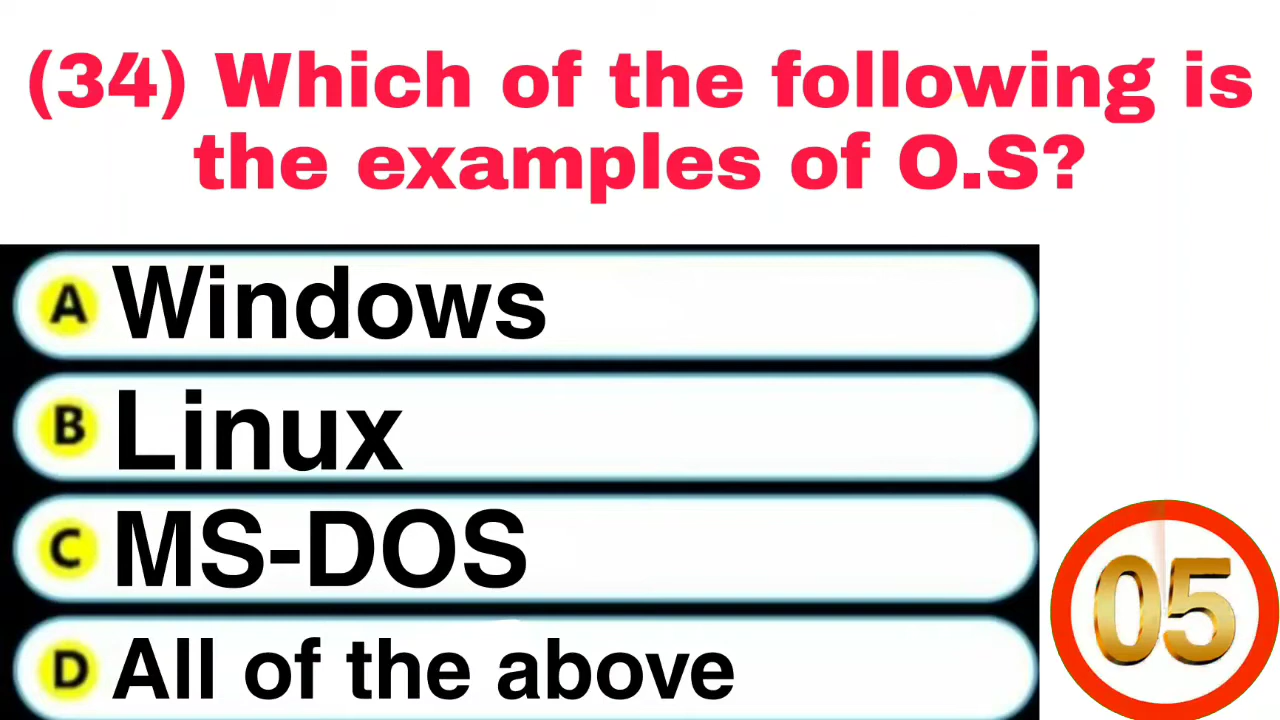 (34) Which of the following is
the examples of O.S?
A Windows
B Linux
C MS-DOS
D All of the above
05